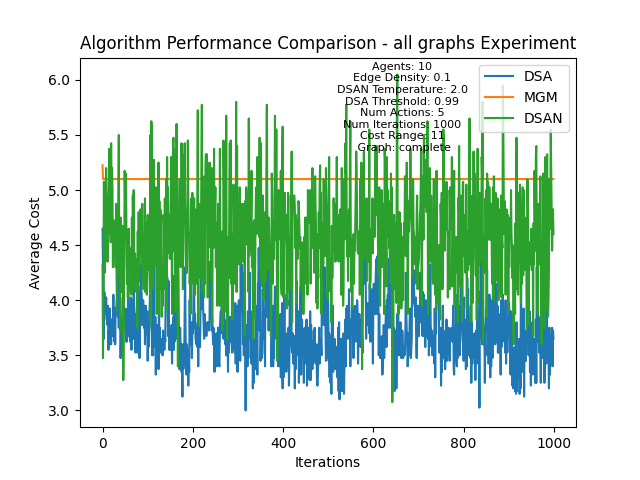 Algorithm Performance Comparison - all graphs Experiment
Agents: 10
Edge Density: 0.1
DSAN Temperature: 2.0
DSA Threshold: 0.99
Num Actions: 5
Num Iterations: 1000
Cost Range: 11
Graph: complete
DSA
MGM
DSAN
Average Cost
6.0
5.5
5.0
4.5
4.0
3.5
3.0
0
200
400
600
800
1000
Iterations